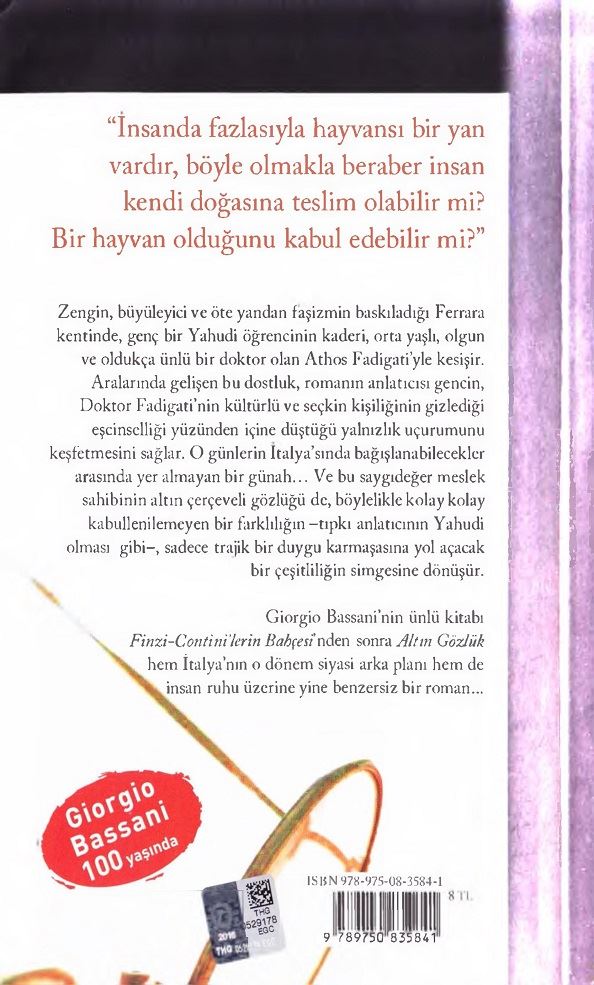 “İnsanda fazlasıyla hayvansı bir yan
vardır, böyle olmakla beraber insan
kendi doğasına teslim olabilir mi?
Bir hayvan olduğunu kabul edebilir mi?”
Zengin, büyüleyici ve öte yandan faşizmin baskıladığı Ferrara
kentinde, genç bir Yahudi öğrencinin kaderi, orta yaşlı, olgun
ve oldukça ünlü bir doktor olan Athos Fadigati’yle kesişir.
Aralarında gelişen bu dostluk, romanın anlatıcısı gencin,
Doktor Fadigati’nin kültürlü ve seçkin kişiliğinin gizlediği
eşcinselliği yüzünden içine düştüğü yalnızlık uçurumunu
keşfetmesini sağlar. O günlerin İtalya’sında bağışlanabilecekler
arasında yer almayan bir günah... Ve bu saygıdeğer meslek
sahibinin altın çerçeveli gözlüğü de, böylelikle kolay kolay
kabullenilemeyen bir farklılığın –tıpkı anlatıcının Yahudi
olması gibi–, sadece trajik bir duygu karmaşasına yol açacak
bir çeşitliliğin simgesine dönüşür.
Giorgio Bassani’nin ünlü kitabı
Finzi-Contini’lerin Bahçesi’nden sonra Altın Gözlük
hem İtalya’nın o dönem siyasi arka planı hem de
insan ruhu üzerine yine benzersiz bir roman...
Giorgio
Bassani
100 yaşında
ISBN 978-975-08-3584-1
8 TL
9 789750 835841
THG
0529178
EGC
2016
THG